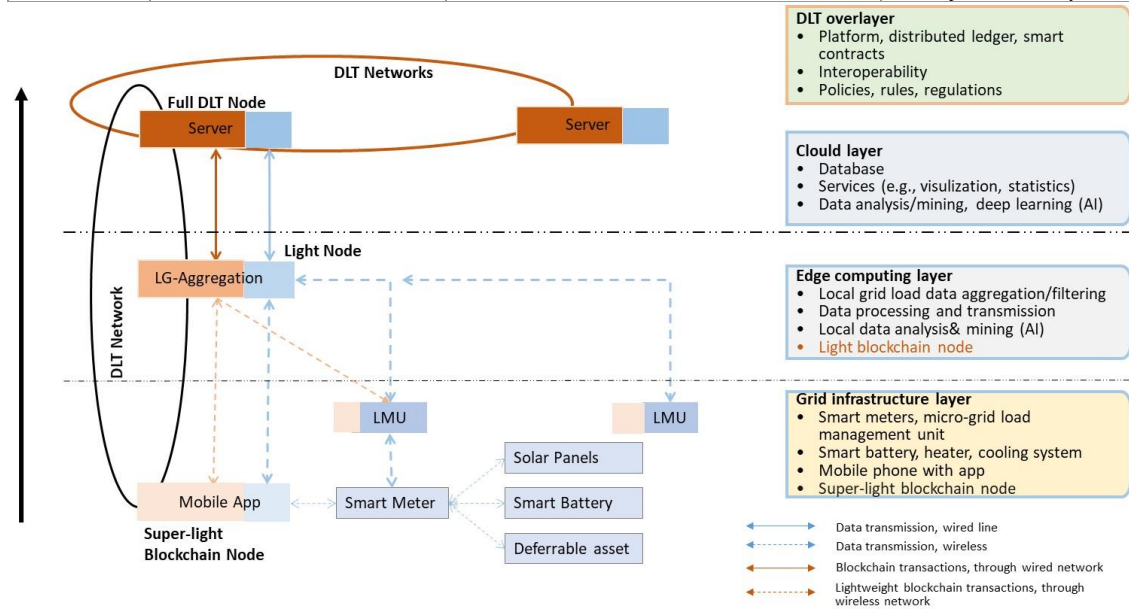 DLT Networks
Full DLT Node
Server
Server
Light Node
LG-Aggregation
DLT Network
LMU
LMU
Solar Panels
Mobile App
Smart Meter
Smart Battery
Super-light
Blockchain Node
Deferrable asset
DLT overlayer
• Platform, distributed ledger, smart
contracts
• Interoperability
• Policies, rules, regulations
Clould layer
• Database
• Services (e.g., visulization, statistics)
• Data analysis/mining, deep learning (AI)
Edge computing layer
• Local grid load data aggregation/filtering
• Data processing and transmission
• Local data analysis& mining (AI)
• Light blockchain node
Grid infrastructure layer
• Smart meters, micro-grid load
management unit
• Smart battery, heater, cooling system
• Mobile phone with app
• Super-light blockchain node
Data transmission, wired line
Data transmission, wireless
Blockchain transactions, through wired network
Lightweight blockchain transactions, through
wireless network